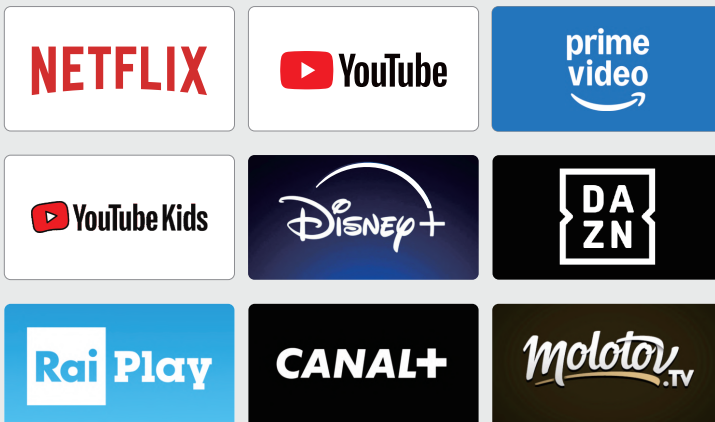 NETFLIX
YouTube
prime
video
YouTube Kids
Disney+
DA
ZN
Rai Play
CANAL+
molotov.TV